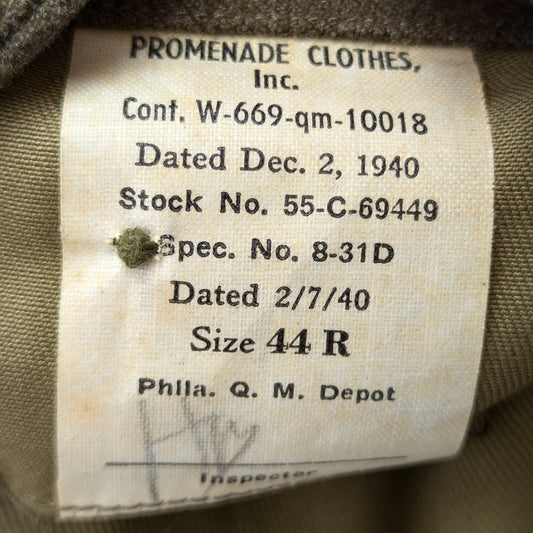 PROMENADE CLOTHES,
Inc.
Cont. W-669-qm-10018
Dated Dec. 2, 1940
Stock No. 55-C-69449
Spec. No. 8-31D
Dated 2/7/40
Size 44 R
Phila. Q. M. Depot
Inspector